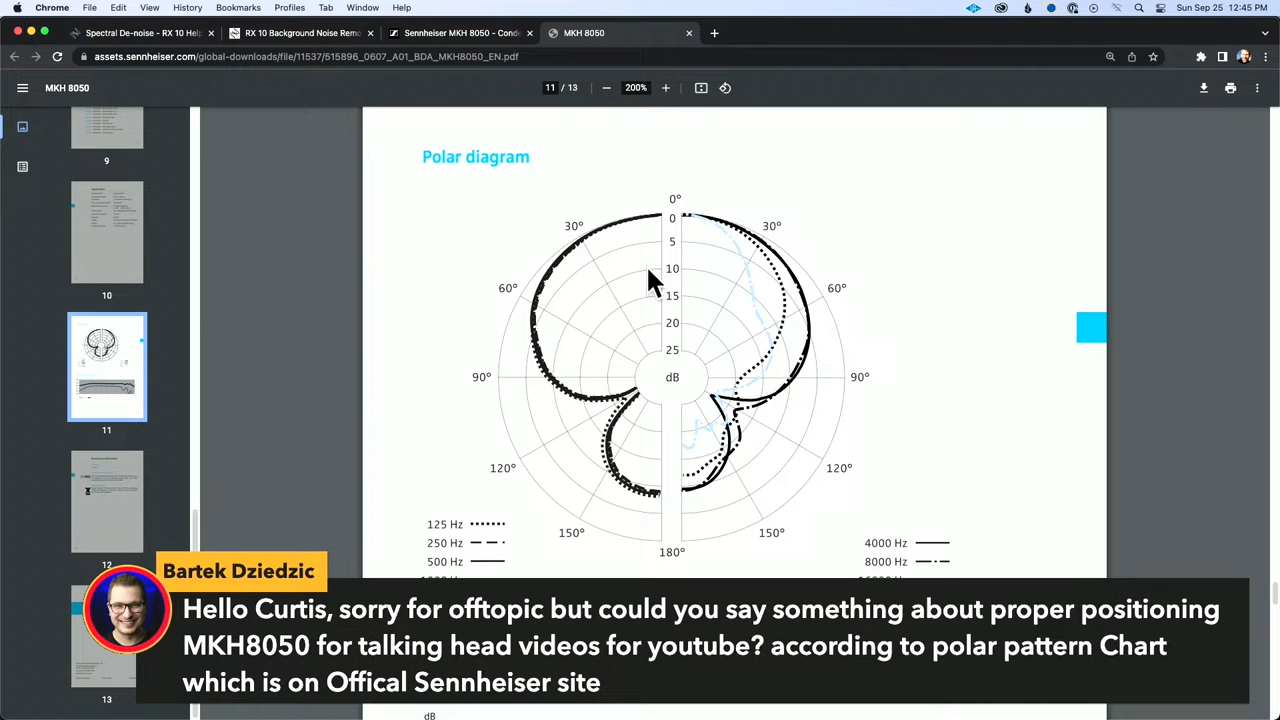 Chrome File Edit View History Bookmarks Profiles Tab Window Help Sun Sep 25 12:45 PM
Spectral De-noise - RX 10 Help
RX 10 Background Noise Remo
Sennheiser MKH 8050 - Conde
MKH 8050
assets.sennheiser.com/global-downloads/file/11537/515896_0607_A01_BDA_MKH8050_EN.pdf
MKH 8050 11 / 13 200%
9
10
11
12
13
Polar diagram
0°
30° 0 30°
5
10
60° 15 60°
20
25
90° dB 90°
120° 120°
150° 150°
180°
125 Hz
250 Hz 4000 Hz
500 Hz 8000 Hz
Bartek Dziedzic
Hello Curtis, sorry for offtopic but could you say something about proper positioning
MKH8050 for talking head videos for youtube? according to polar pattern Chart
which is on Offical Sennheiser site
dB